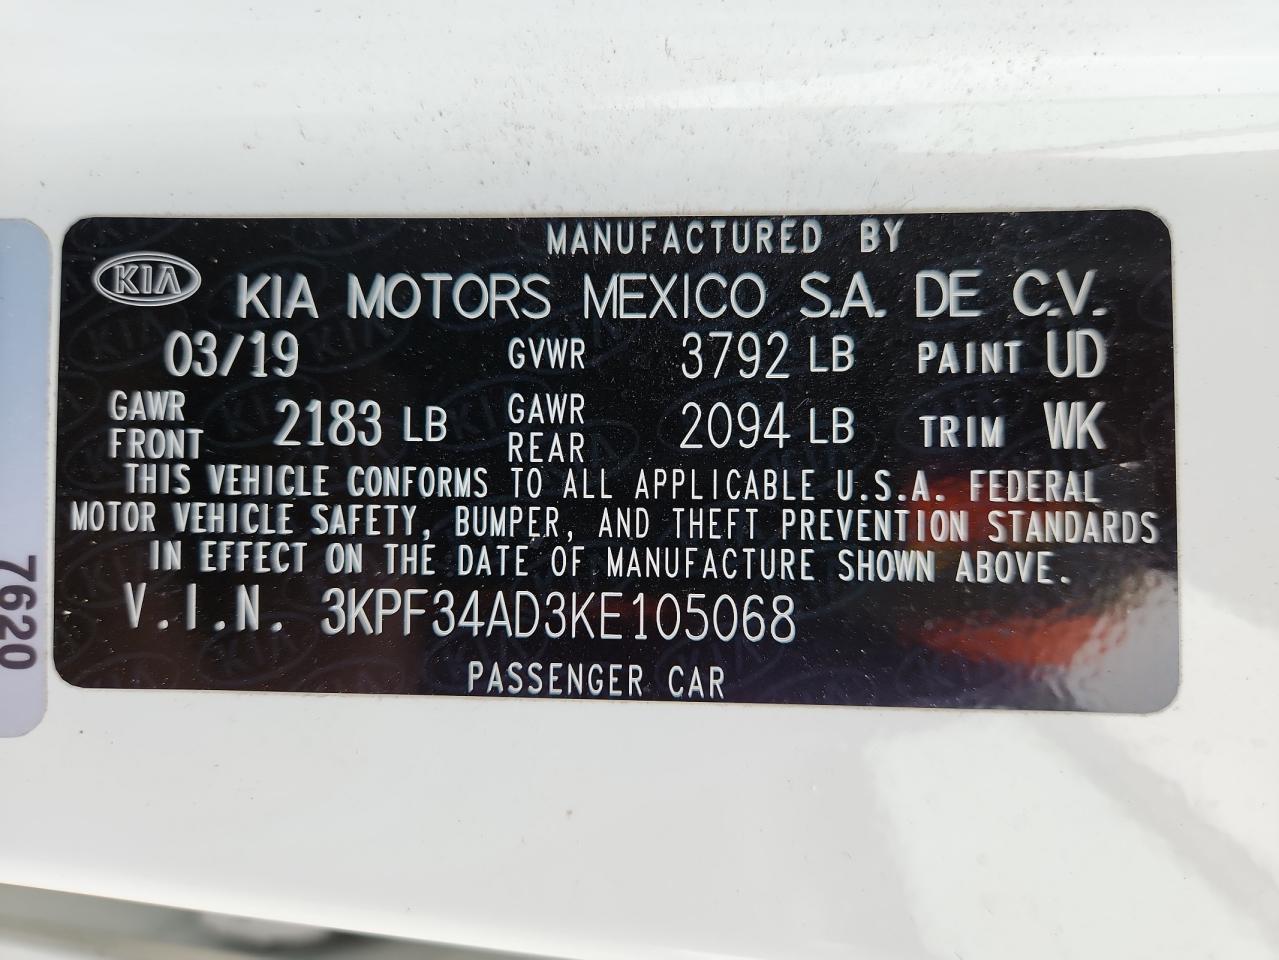 MANUFACTURED BY
KIA KIA MOTORS MEXICO S.A. DE C.V.
03/19 GVWR 3792 LB PAINT UD
GAWR FRONT 2183 LB GAWR REAR 2094 LB TRIM WK
THIS VEHICLE CONFORMS TO ALL APPLICABLE U.S.A. FEDERAL
MOTOR VEHICLE SAFETY, BUMPER, AND THEFT PREVENTION STANDARDS
IN EFFECT ON THE DATE OF MANUFACTURE SHOWN ABOVE.
V.I.N. 3KPF34AD3KE105068
PASSENGER CAR
7620